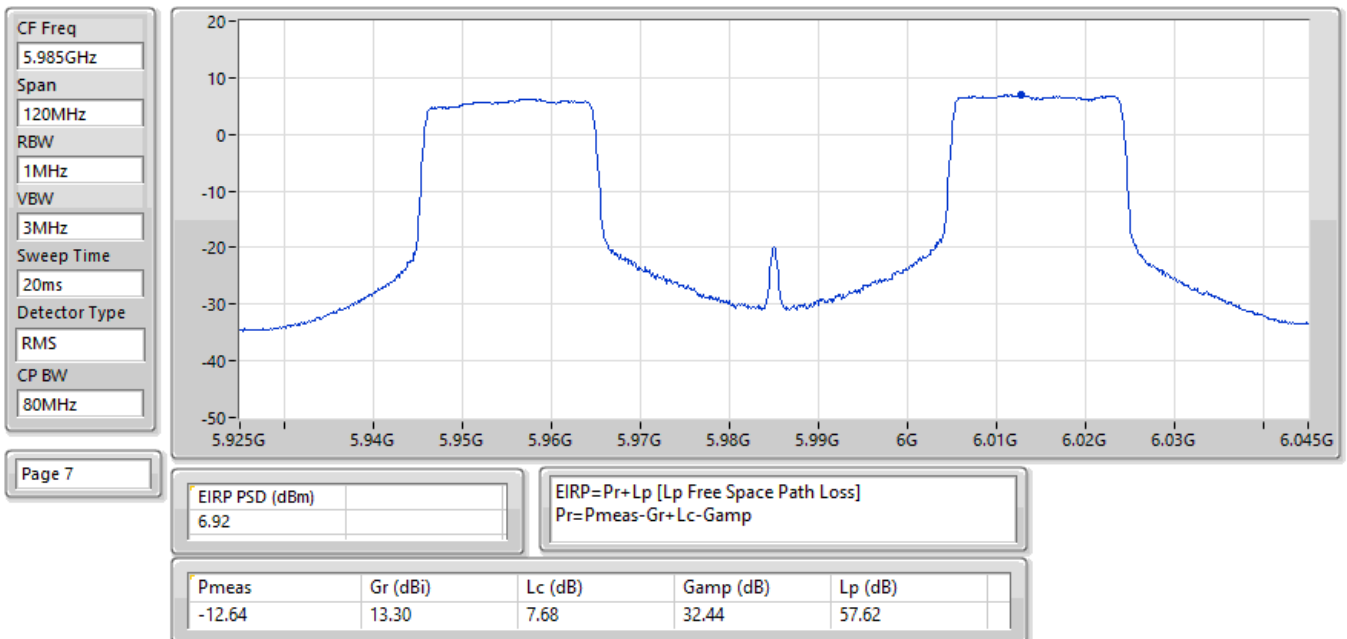 CF Freq
5.985GHz
Span
120MHz
RBW
1MHz
VBW
3MHz
Sweep Time
20ms
Detector Type
RMS
CP BW
80MHz
Page 7
20
10
0
-10
-20
-30
-40
-50
5.925G 5.94G 5.95G 5.96G 5.97G 5.98G 5.99G 6G 6.01G 6.02G 6.03G 6.045G
EIRP PSD (dBm)
6.92
EIRP=Pr+Lp [Lp Free Space Path Loss]
Pr=Pmeas-Gr+Lc-Gamp
Pmeas Gr (dBi) Lc (dB) Gamp (dB) Lp (dB)
-12.64 13.30 7.68 32.44 57.62